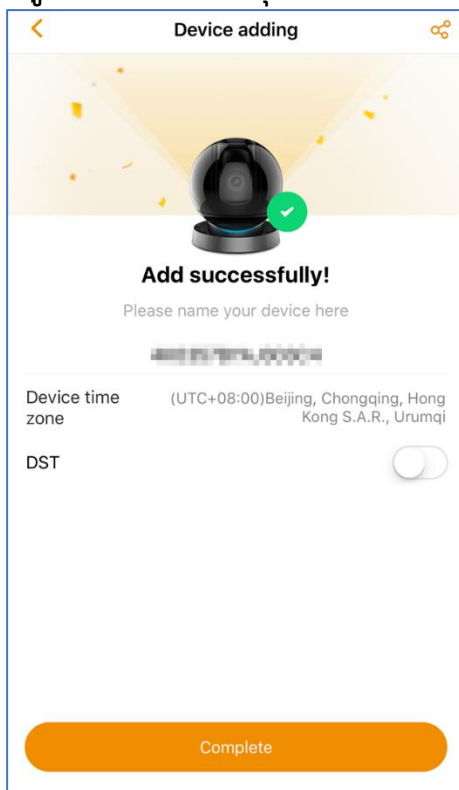 Device adding
Add successfully!
Please name your device here
Device time
zone
(UTC+08:00)Beijing, Chongqing, Hong
Kong S.A.R., Urumqi
DST
Complete